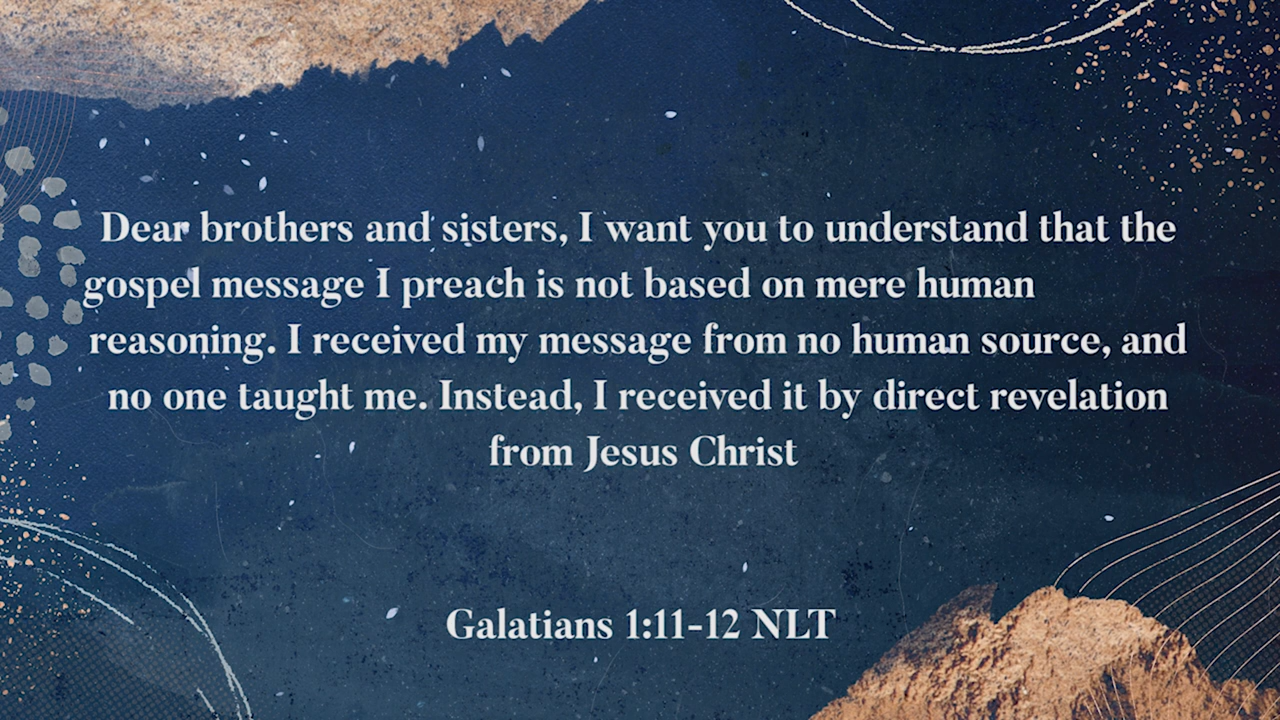 Dear brothers and sisters, I want you to understand that the
gospel message I preach is not based on mere human
reasoning. I received my message from no human source, and
no one taught me. Instead, I received it by direct revelation
from Jesus Christ
Galatians 1:11-12 NLT